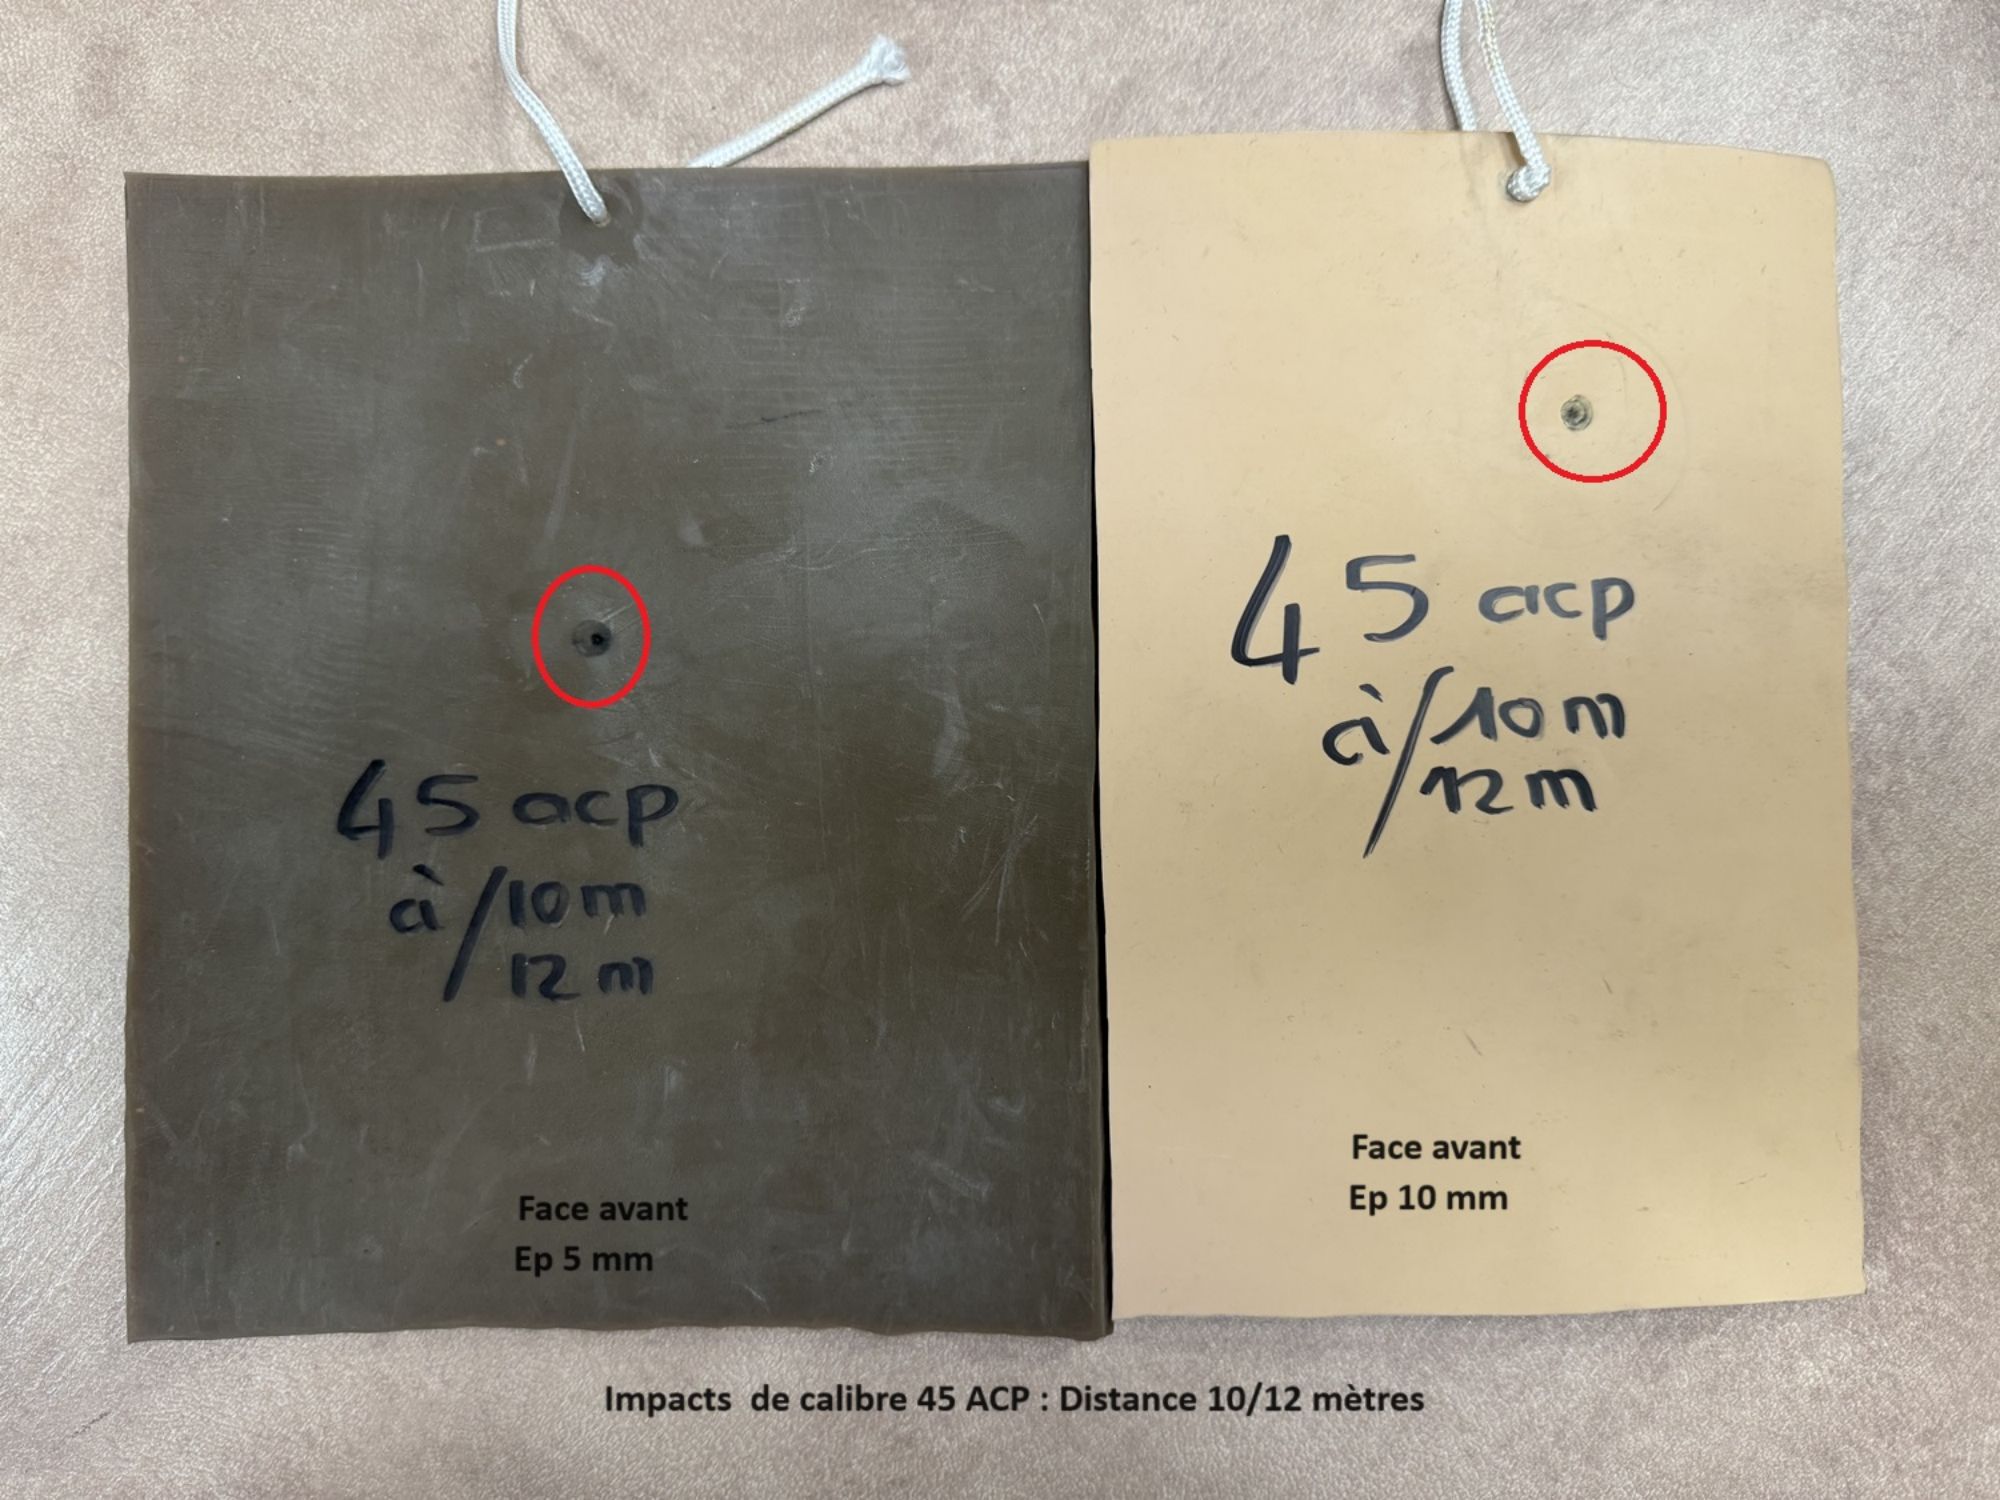 45 acp
à/10m
12m
Face avant
Ep 5 mm
45 acp
à/10m
12m
Face avant
Ep 10 mm
Impacts de calibre 45 ACP : Distance 10/12 mètres